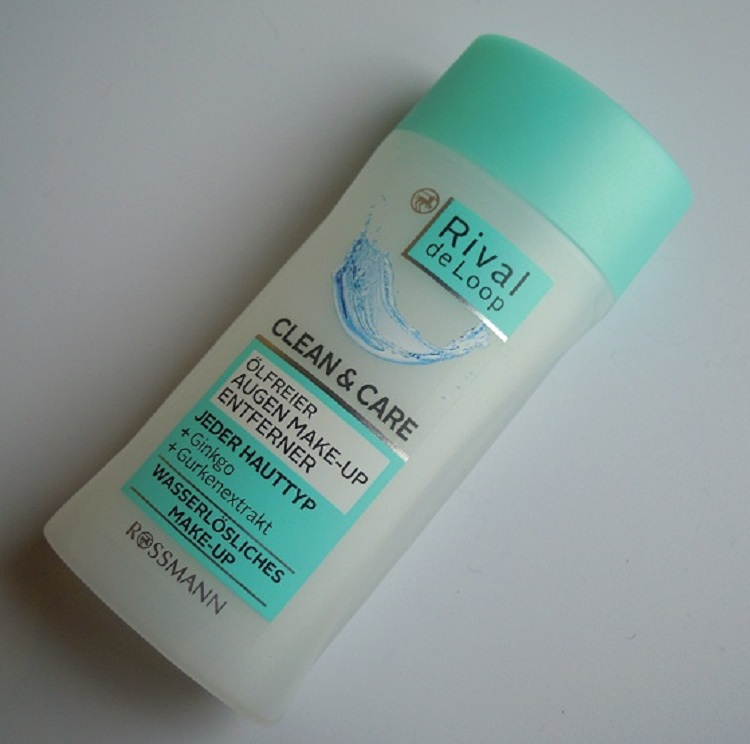 Rival
de Loop
CLEAN & CARE
ÖLFREIER
AUGEN MAKE-UP
ENTFERNER
JEDER HAUTTYP
+ Ginkgo
+ Gurkenextrakt
WASSERLÖSLICHES
MAKE-UP
ROSSMANN